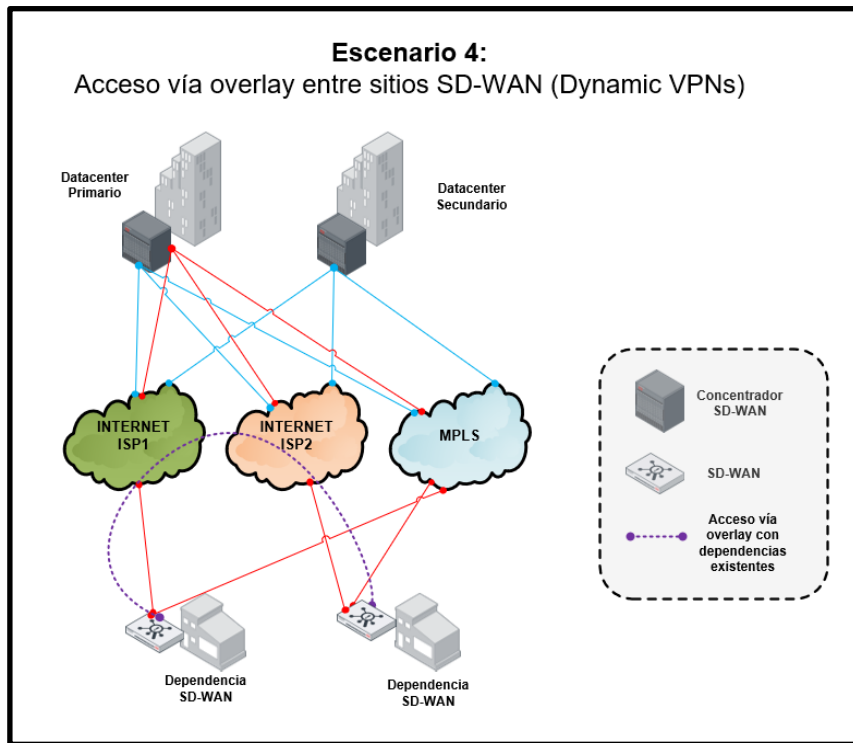 Escenario 4:
Acceso vía overlay entre sitios SD-WAN (Dynamic VPNs)
Datacenter
Primario
Datacenter
Secundario
INTERNET
ISP1
INTERNET
ISP2
MPLS
Concentrador
SD-WAN
SD-WAN
Acceso vía
overlay con
dependencias
existentes
Dependencia
SD-WAN
Dependencia
SD-WAN